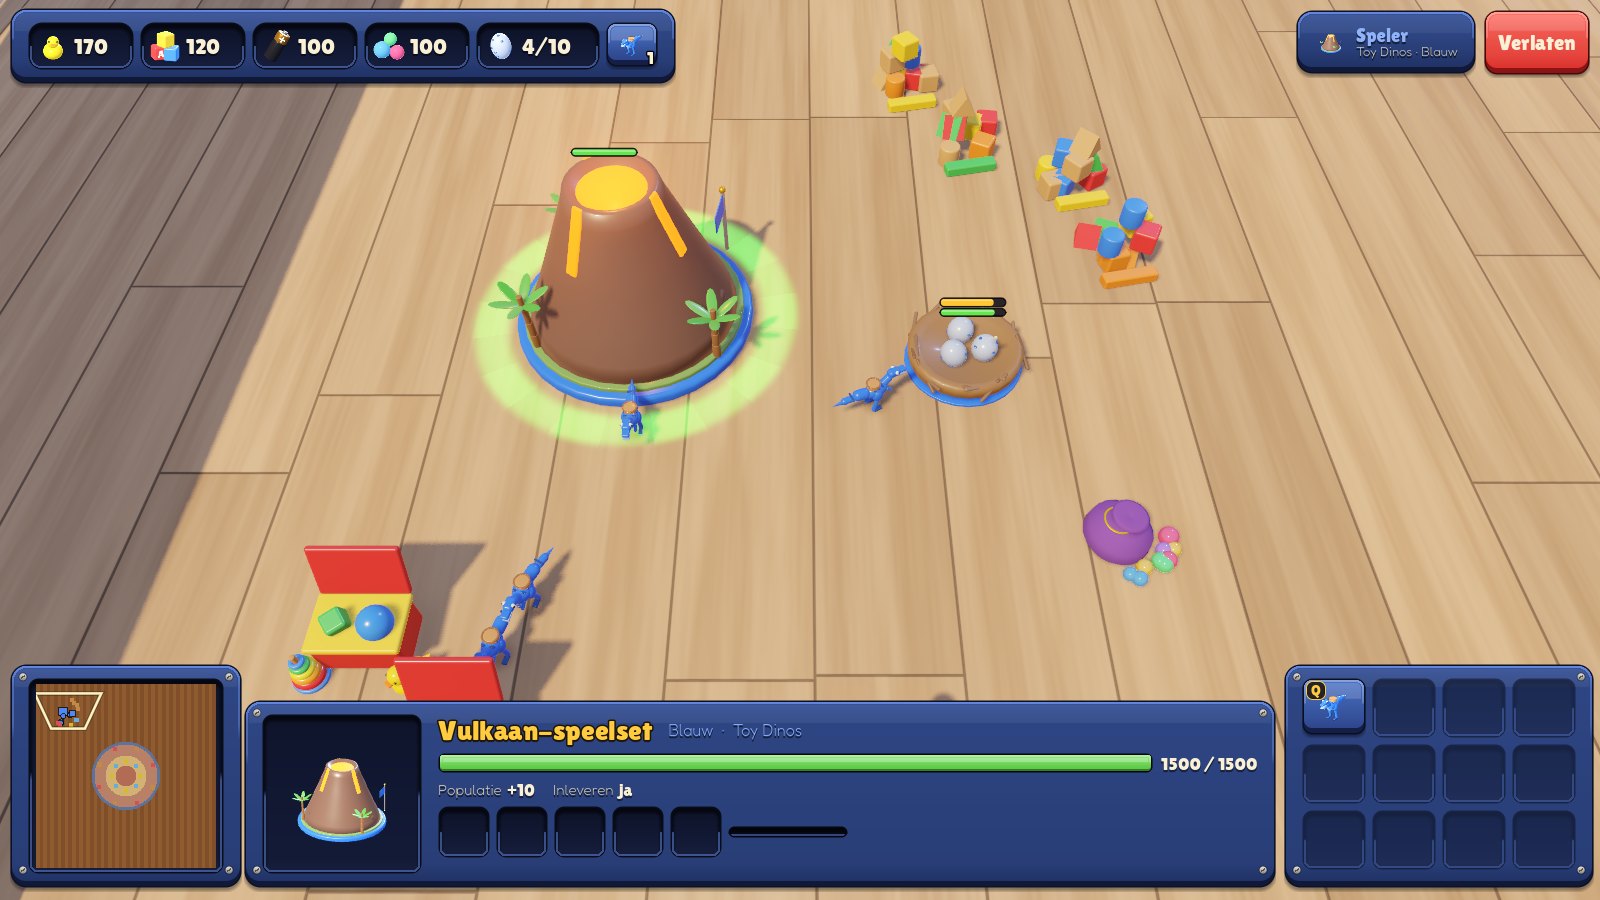 170
120
100
100
4/10
1
Speler
Toy Dinos · Blauw
Verlaten
Vulkaan-speelset
Blauw · Toy Dinos
1500 / 1500
Populatie +10
Inleveren ja
Q